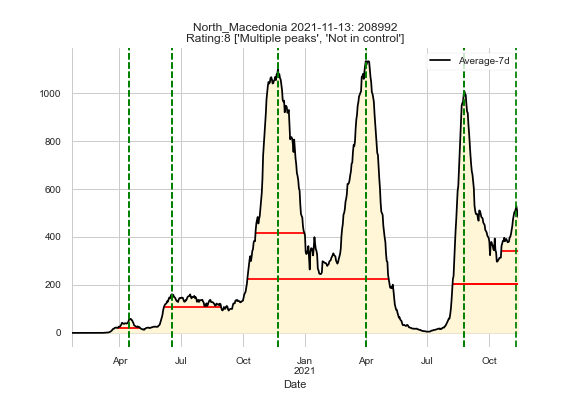 North_Macedonia 2021-11-13: 208992
Rating:8 ['Multiple peaks', 'Not in control']
Average-7d
1000
800
600
400
200
0
Apr Jul Oct Jan Apr Jul Oct
2021
Date